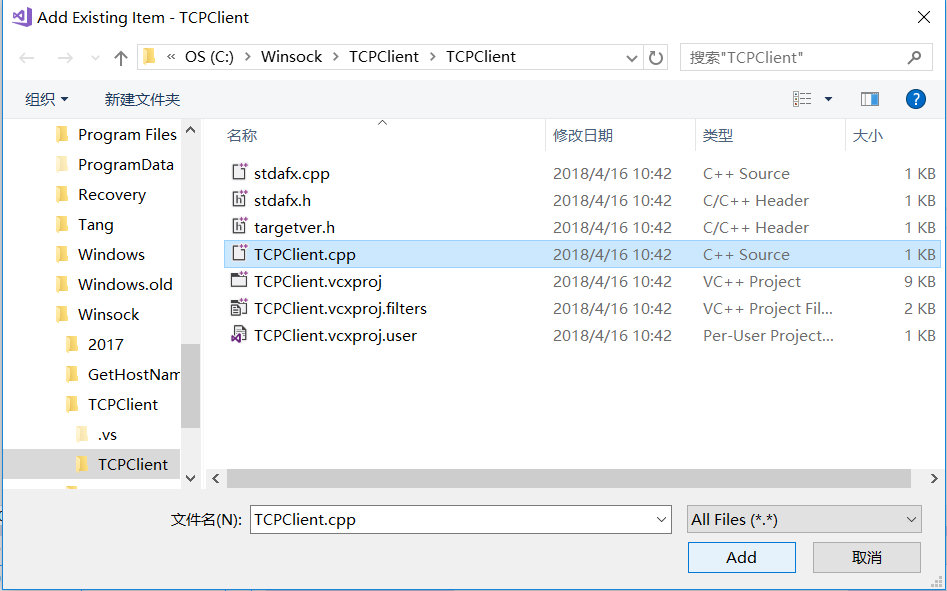 Add Existing Item - TCPClient
« OS (C:) > Winsock > TCPClient > TCPClient
搜索"TCPClient"
组织 新建文件夹
?
Program Files
ProgramData
Recovery
Tang
Windows
Windows.old
Winsock
2017
GetHostNam
TCPClient
.vs
TCPClient
名称 修改日期 类型 大小
stdafx.cpp 2018/4/16 10:42 C++ Source 1 KB
stdafx.h 2018/4/16 10:42 C/C++ Header 1 KB
targetver.h 2018/4/16 10:42 C/C++ Header 1 KB
TCPClient.cpp 2018/4/16 10:42 C++ Source 1 KB
TCPClient.vcxproj 2018/4/16 10:42 VC++ Project 9 KB
TCPClient.vcxproj.filters 2018/4/16 10:42 VC++ Project Fil... 2 KB
TCPClient.vcxproj.user 2018/4/16 10:42 Per-User Project... 1 KB
文件名(N): TCPClient.cpp
All Files (*.*)
Add 取消